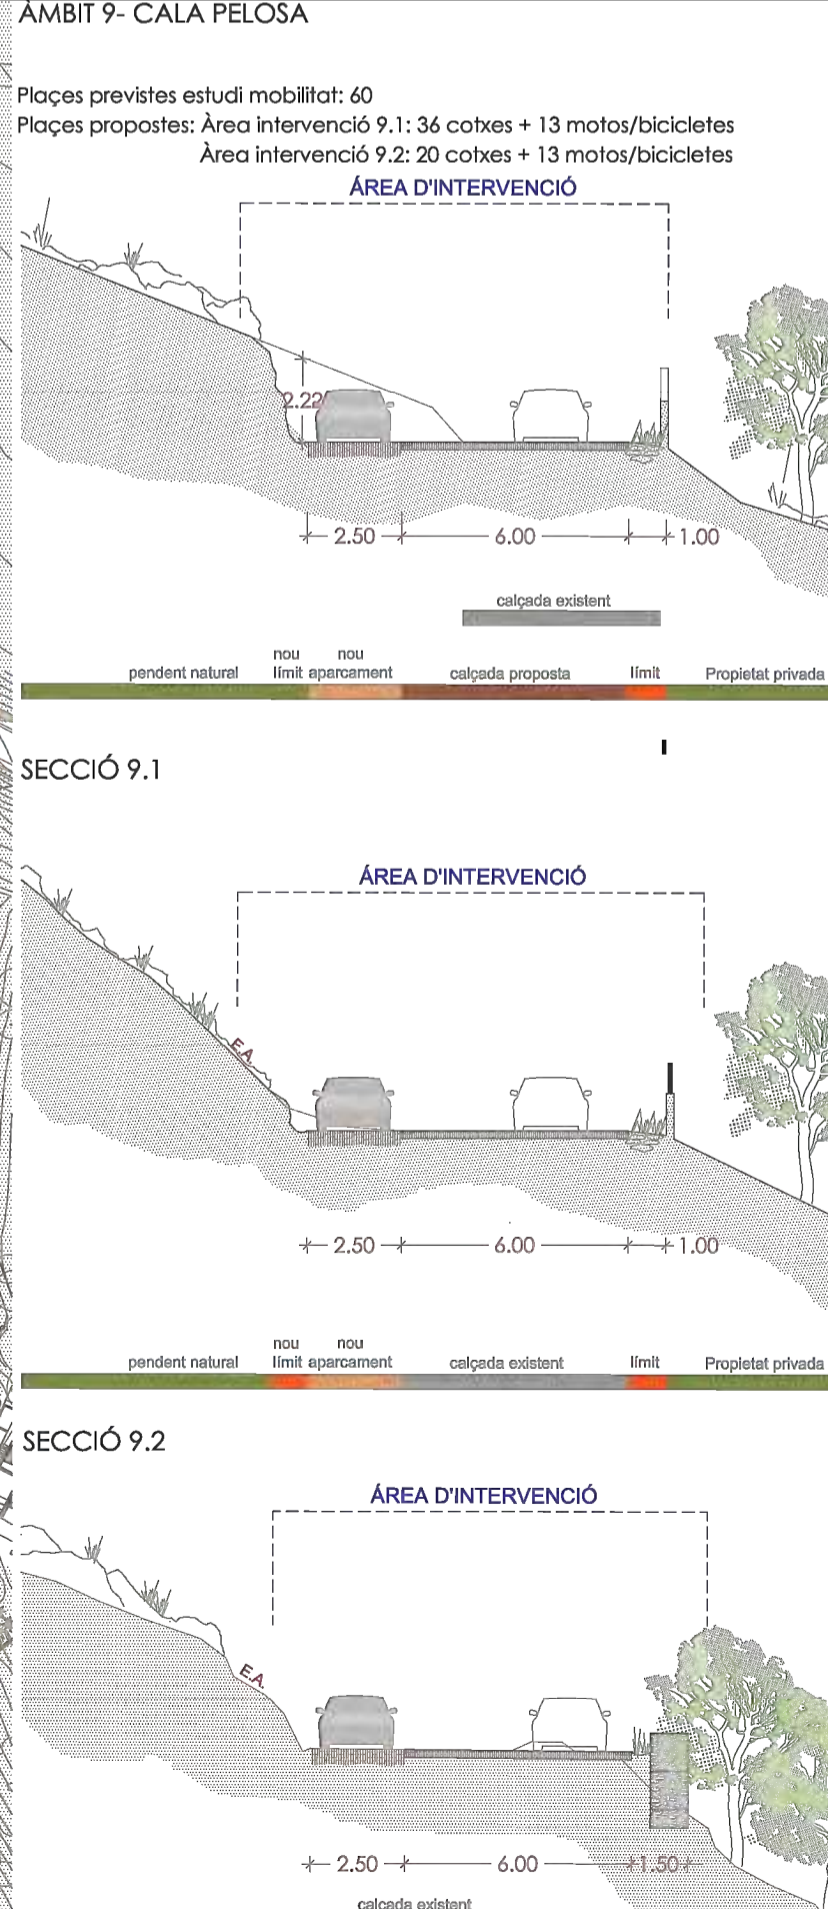 ÀMBIT 9- CALA PELOSA
Plaçes previstes estudi mobilitat: 60
Plaçes propostes: Àrea intervenció 9.1: 36 cotxes + 13 motos/bicicletes
Àrea intervenció 9.2: 20 cotxes + 13 motos/bicicletes
ÁREA D'INTERVENCIÓ
2.22
2.50 6.00 1.00
calçada existent
nou nou
pendent natural límit aparcament calçada proposta límit Propietat privada
SECCIÓ 9.1
ÁREA D'INTERVENCIÓ
E.A.
2.50 6.00 1.00
nou nou
pendent natural límit aparcament calçada existent límit Propietat privada
SECCIÓ 9.2
ÁREA D'INTERVENCIÓ
E.A.
2.50 6.00 1.50
calçada existent